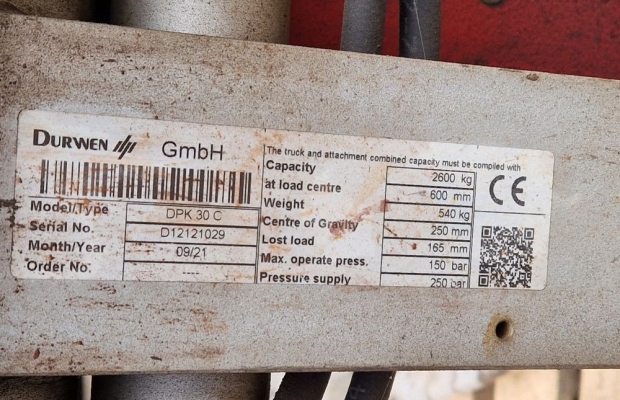 DURWEN GmbH
Model/Type DPK 30 C
Serial No. D12121029
Month/Year 09/21
Order No. ----
The truck and attachment combined capacity must be compiled with
Capacity 2600 kg
at load centre 600 mm
Weight 540kg
Centre of Gravity 250 mm
Lost load 165 mm
Max. operate press. 150 bar
Pressure supply 250 bar
CE